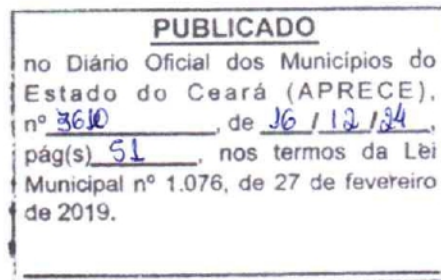 PUBLICADO
no Diário Oficial dos Municípios do
Estado do Ceará (APRECE),
nº 3610, de 16/12/24,
pág(s) 51, nos termos da Lei
Municipal nº 1.076, de 27 de fevereiro
de 2019.